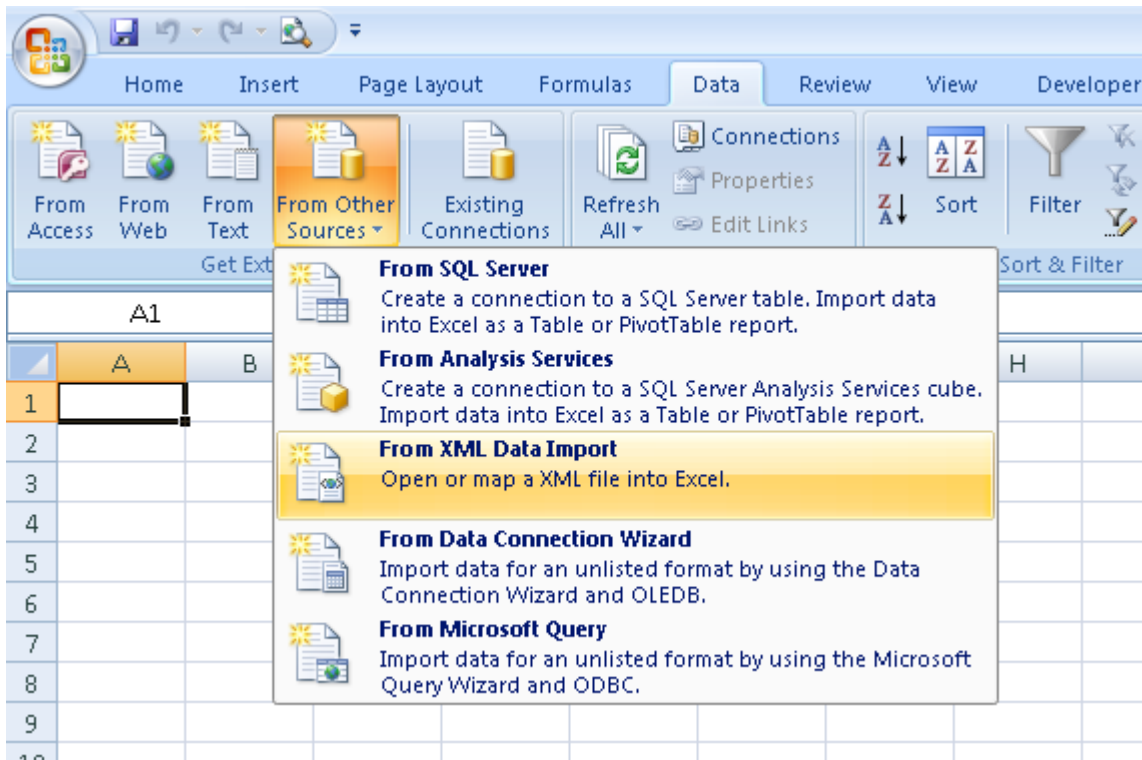 Home Insert Page Layout Formulas Data Review View Developer
From Access
From Web
From Text
From Other Sources
Existing Connections
Refresh All
Connections
Properties
Edit Links
A Z
Z A
A Z
Z A
Sort
Filter
Get Ext
Sort & Filter
A1
A B H
1
2
3
4
5
6
7
8
9
From SQL Server
Create a connection to a SQL Server table. Import data
into Excel as a Table or PivotTable report.
From Analysis Services
Create a connection to a SQL Server Analysis Services cube.
Import data into Excel as a Table or PivotTable report.
From XML Data Import
Open or map a XML file into Excel.
From Data Connection Wizard
Import data for an unlisted format by using the Data
Connection Wizard and OLEDB.
From Microsoft Query
Import data for an unlisted format by using the Microsoft
Query Wizard and ODBC.